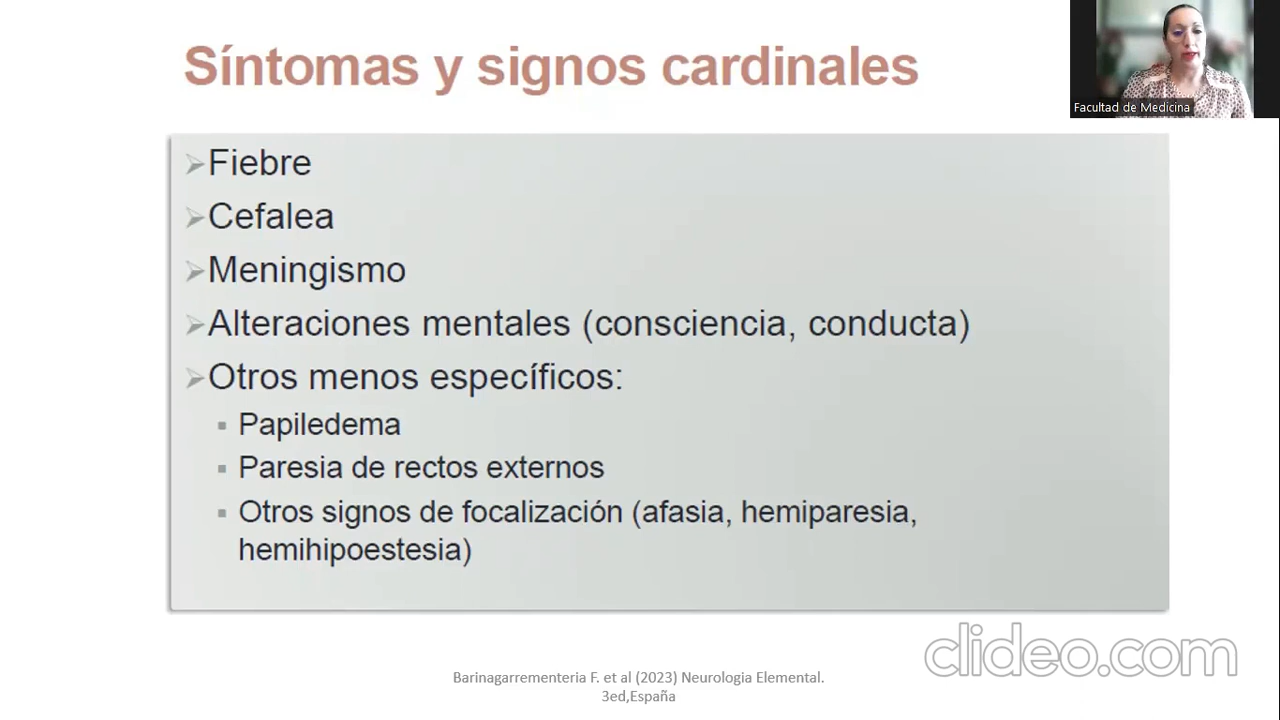 Síntomas y signos cardinales
Facultad de Medicina
Fiebre
Cefalea
Meningismo
Alteraciones mentales (consciencia, conducta)
Otros menos específicos:
Papiledema
Paresia de rectos externos
Otros signos de focalización (afasia, hemiparesia,
hemihipoestesia)
clideo.com
Barinagarrementeria F. et al (2023) Neurologia Elemental.
3ed,España